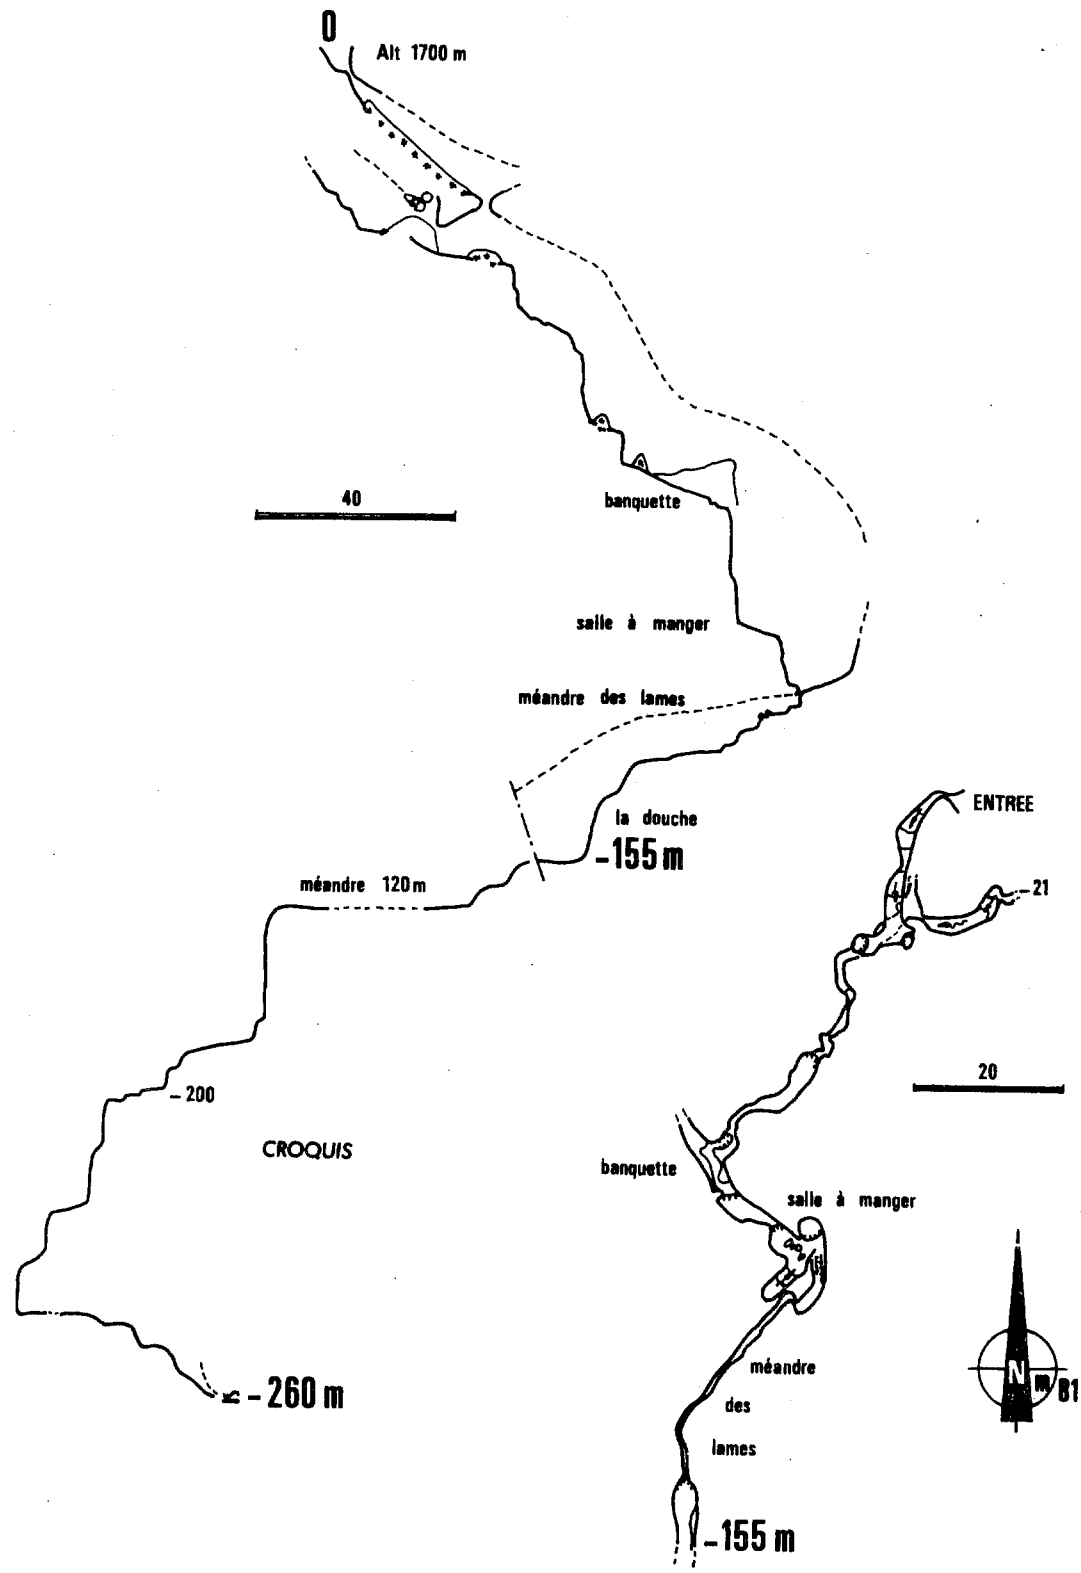 0
Alt 1700 m
40
banquette
salle à manger
méandre des lames
la douche
-155 m
méandre 120 m
- 200
CROQUIS
- 260 m
ENTREE
- 21
20
banquette
salle à manger
méandre
des
lames
- 155 m
N
m 81